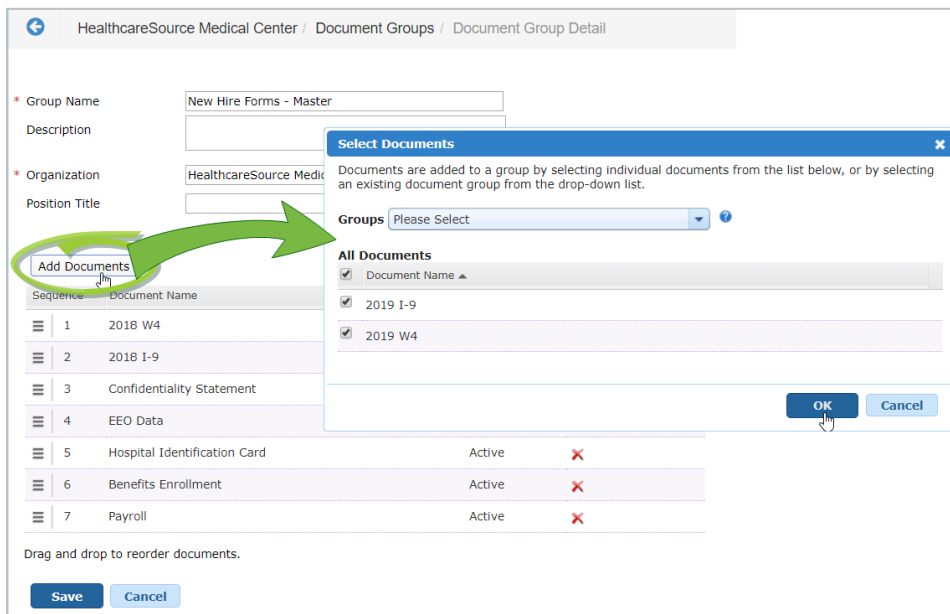 HealthcareSource Medical Center / Document Groups / Document Group Detail
* Group Name New Hire Forms - Master
Description
* Organization HealthcareSource Medic
Position Title
Add Documents
Sequence Document Name
1 2018 W4
2 2018 I-9
3 Confidentiality Statement
4 EEO Data
5 Hospital Identification Card Active
6 Benefits Enrollment Active
7 Payroll Active
Drag and drop to reorder documents.
Save Cancel
Select Documents
Documents are added to a group by selecting individual documents from the list below, or by selecting
an existing document group from the drop-down list.
Groups Please Select
All Documents
Document Name
2019 I-9
2019 W4
OK Cancel